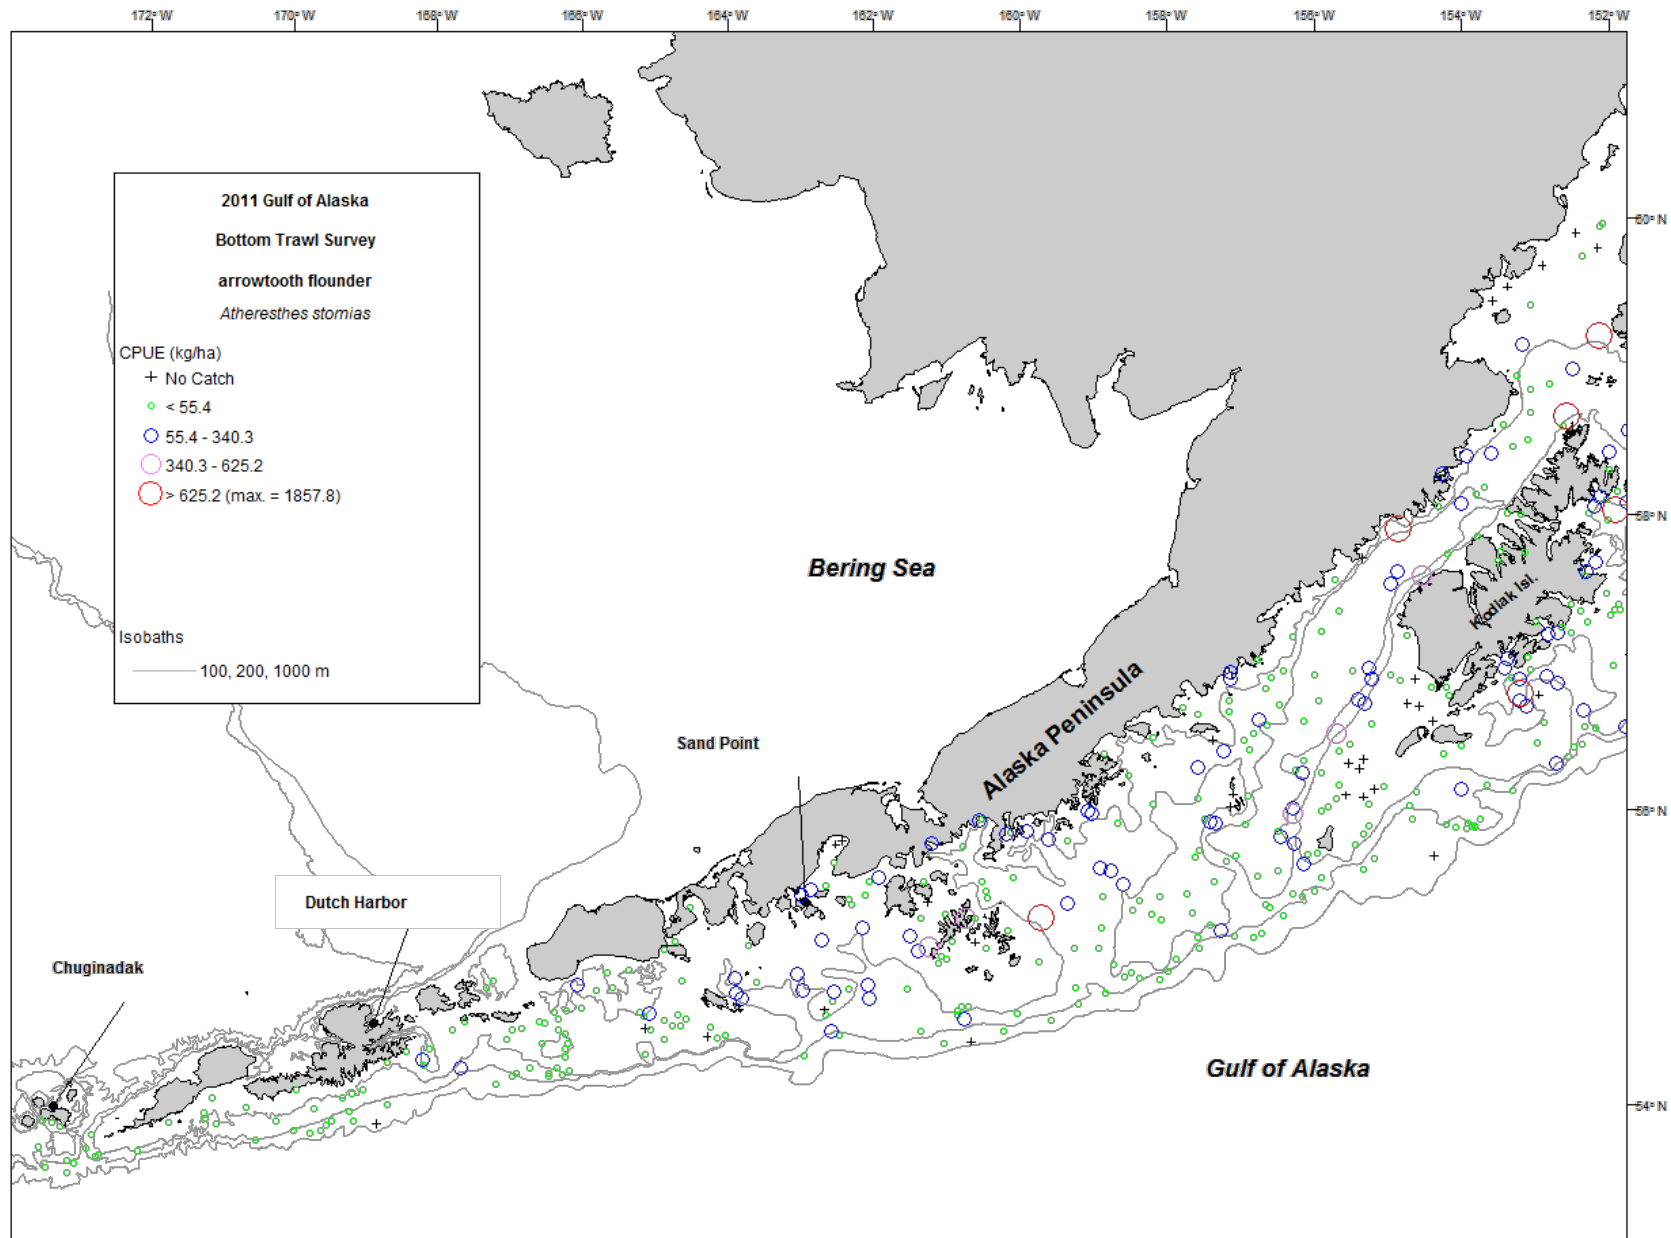 172° W 170° W 168° W 166° W 164° W 162° W 160° W 158° W 156° W 154° W 152° W
2011 Gulf of Alaska
Bottom Trawl Survey
arrowtooth flounder
Atheresthes stomias
CPUE (kg/ha)
No Catch
< 55.4
55.4 - 340.3
340.3 - 625.2
> 625.2 (max. = 1857.8)
Isobaths
100, 200, 1000 m
60° N
58° N
Bering Sea
Kodiak Isl.
Alaska Peninsula
Sand Point
56° N
Dutch Harbor
Chuginadak
Gulf of Alaska
54° N